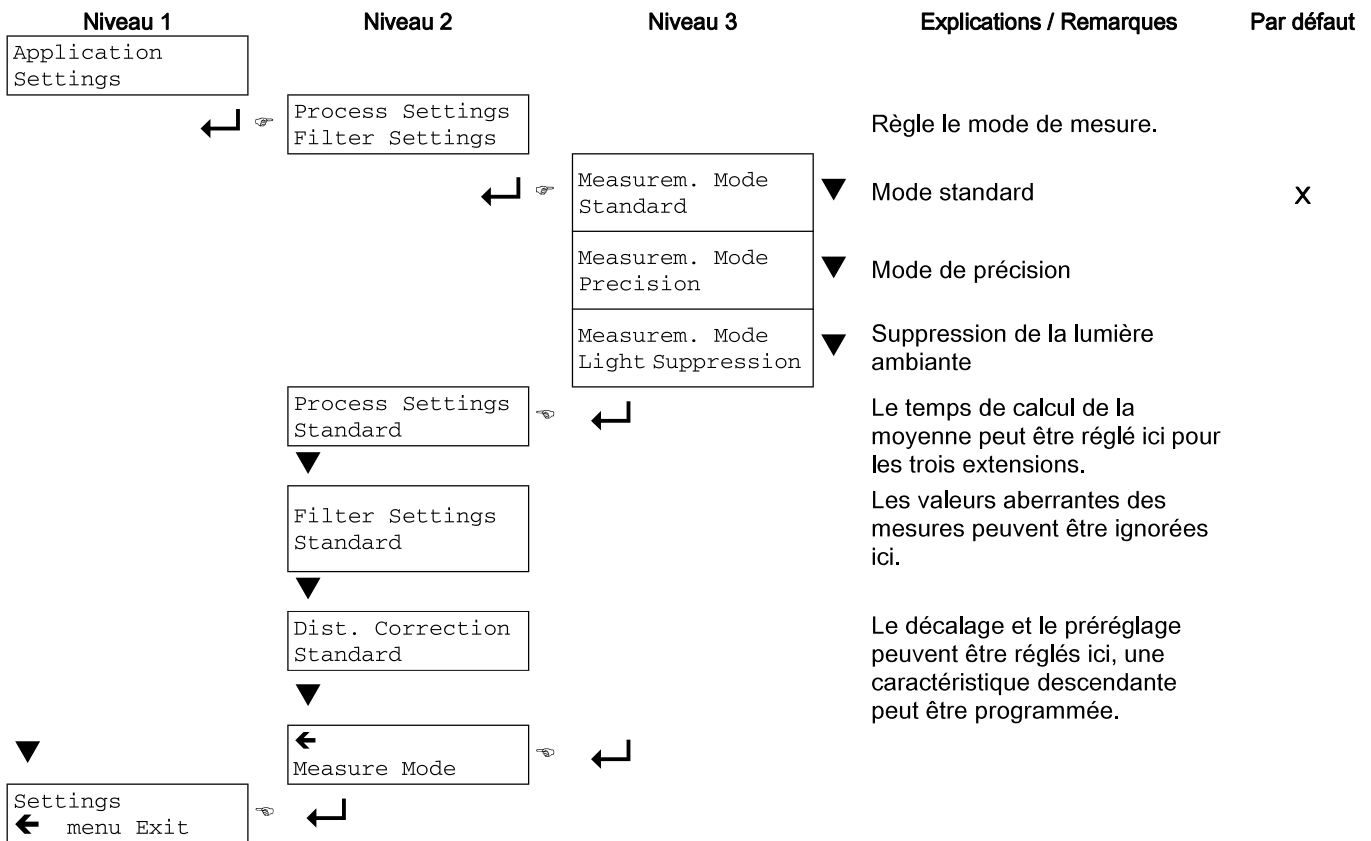 Niveau 1 Niveau 2 Niveau 3 Explications / Remarques Par défaut
Application
Settings
Process Settings
Filter Settings
Règle le mode de mesure.
Measurem. Mode
Standard
Mode standard
x
Measurem. Mode
Precision
Mode de précision
Measurem. Mode
Light Suppression
Suppression de la lumière
ambiante
Process Settings
Standard
Le temps de calcul de la
moyenne peut être réglé ici pour
les trois extensions.
Filter Settings
Standard
Les valeurs aberrantes des
mesures peuvent être ignorées
ici.
Dist. Correction
Standard
Le décalage et le préréglage
peuvent être réglés ici, une
caractéristique descendante
peut être programmée.
Measure Mode
Settings
menu Exit